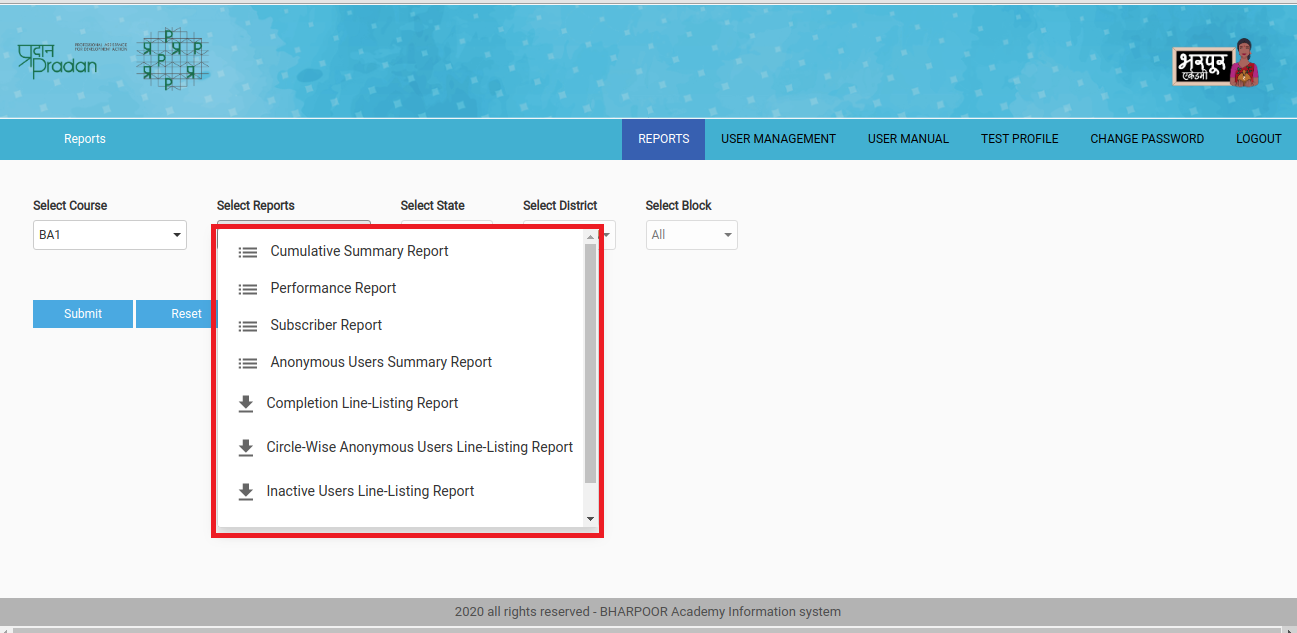 प्रदान
Pradan
PROFESSIONAL ASSISTANCE
FOR DEVELOPMENT ACTION
भरपूर
एकेडमी
Reports
REPORTS
USER MANAGEMENT
USER MANUAL
TEST PROFILE
CHANGE PASSWORD
LOGOUT
Select Course
Select Reports
Select State
Select District
Select Block
BA1
All
Cumulative Summary Report
Performance Report
Subscriber Report
Anonymous Users Summary Report
Completion Line-Listing Report
Circle-Wise Anonymous Users Line-Listing Report
Inactive Users Line-Listing Report
Submit
Reset
2020 all rights reserved - BHARPOOR Academy Information system